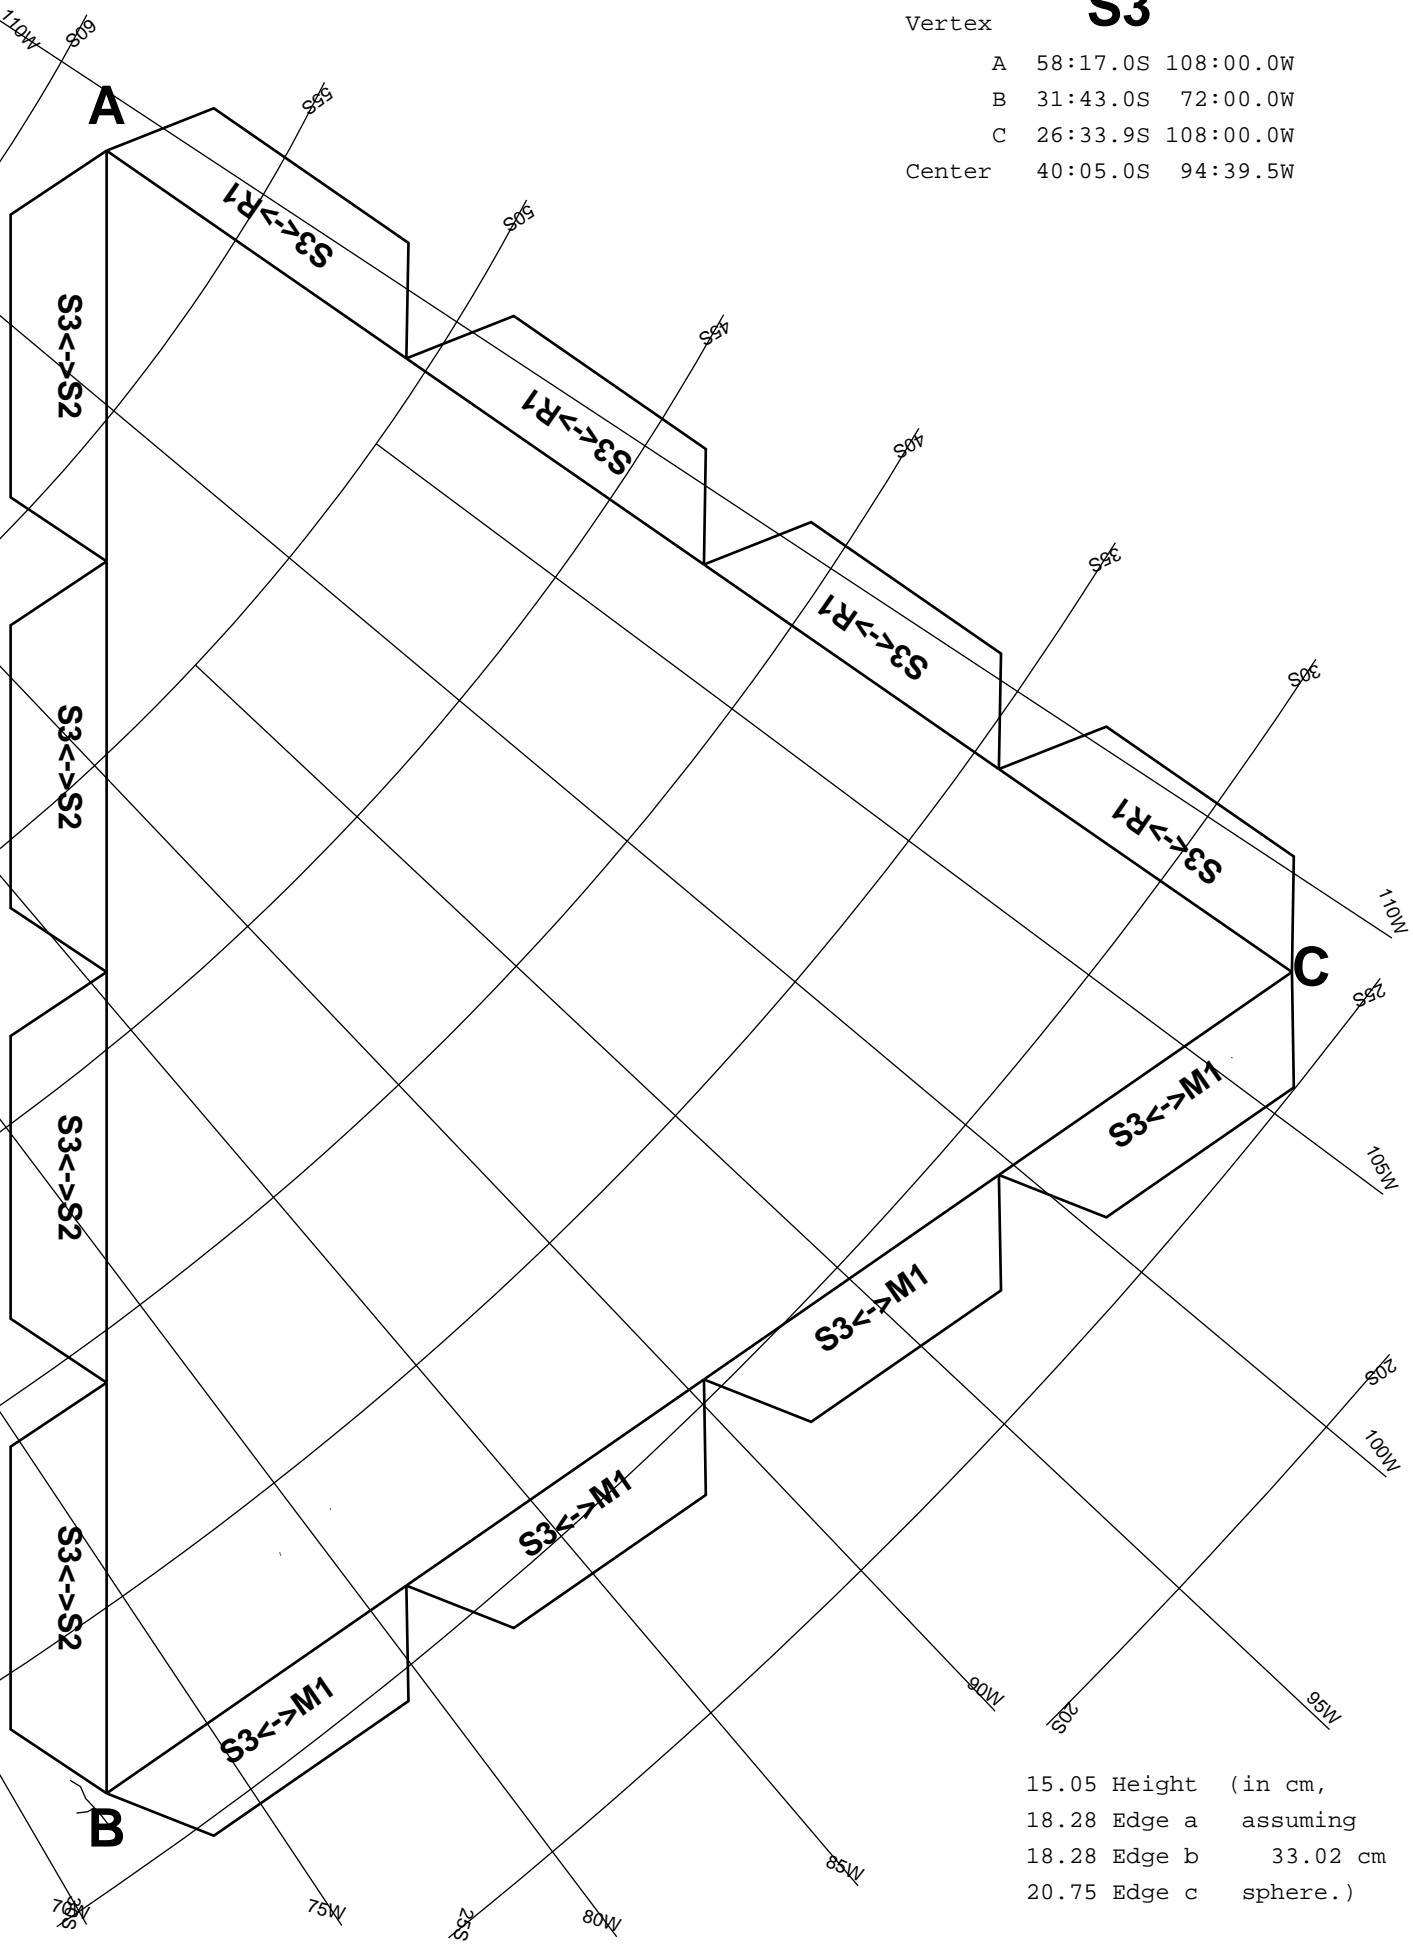 S3
Vertex
A 58:17.0S 108:00.0W
B 31:43.0S 72:00.0W
C 26:33.9S 108:00.0W
Center 40:05.0S 94:39.5W
110W
60S
A
55S
50S
45S
40S
35S
30S
S3<->R1
S3<->R1
S3<->R1
S3<->R1
S3<->S2
S3<->S2
S3<->S2
S3<->S2
110W
C
25S
S3<->M1
S3<->M1
S3<->M1
S3<->M1
105W
20S
100W
95W
90W
20S
85W
80W
25S
75W
70W
30S
B
15.05 Height (in cm,
18.28 Edge a assuming
18.28 Edge b 33.02 cm
20.75 Edge c sphere.)